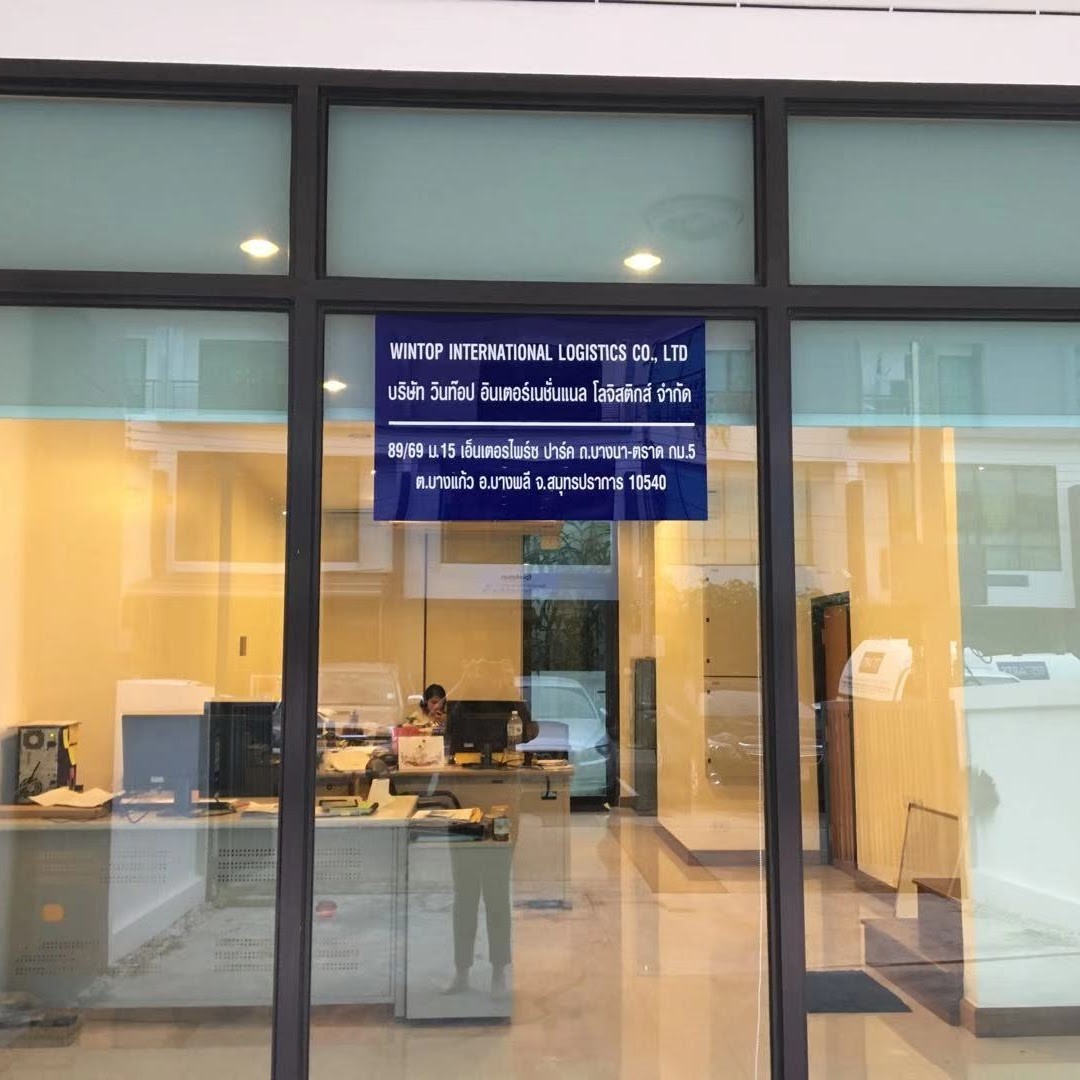 WINTOP INTERNATIONAL LOGISTICS CO., LTD
บริษัท วินท๊อป อินเตอร์เนชั่นแนล โลจิสติกส์ จำกัด
89/69 ม.15 เอ็นเตอร์ไพร์ซ ปาร์ค ถ.บางนา-ตราด กม.5
ต.บางแก้ว อ.บางพลี จ.สมุทรปราการ 10540